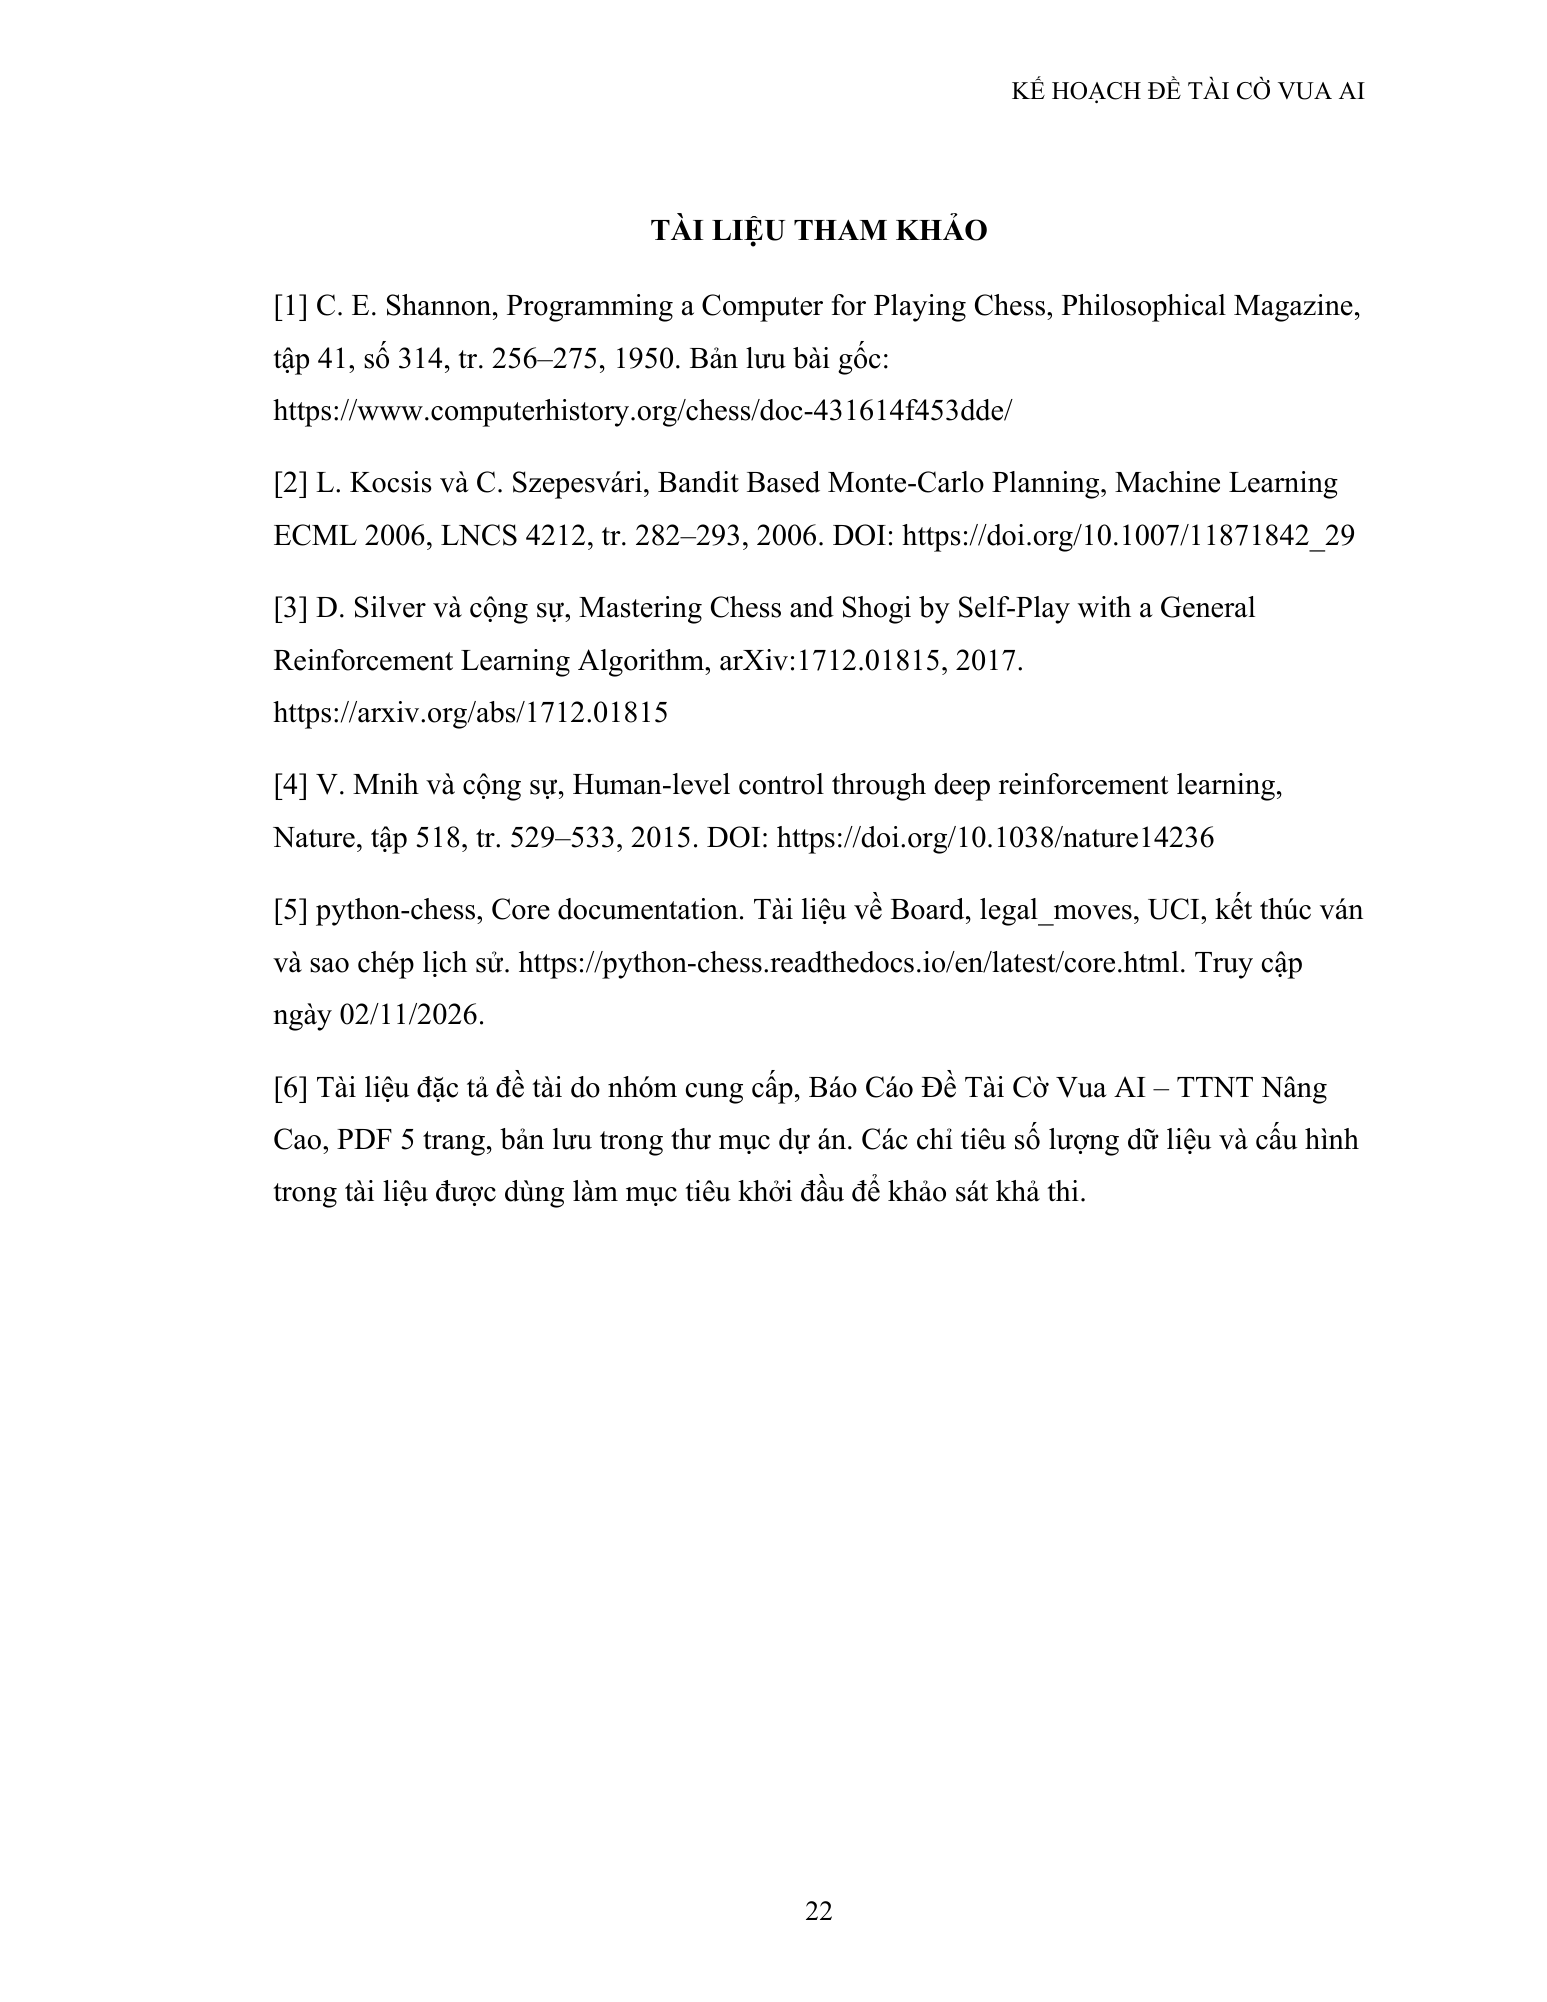 KẾ HOẠCH ĐỀ TÀI CỜ VUA AI
TÀI LIỆU THAM KHẢO
[1] C. E. Shannon, Programming a Computer for Playing Chess, Philosophical Magazine,
tập 41, số 314, tr. 256–275, 1950. Bản lưu bài gốc:
https://www.computerhistory.org/chess/doc-431614f453dde/
[2] L. Kocsis và C. Szepesvári, Bandit Based Monte-Carlo Planning, Machine Learning
ECML 2006, LNCS 4212, tr. 282–293, 2006. DOI: https://doi.org/10.1007/11871842_29
[3] D. Silver và cộng sự, Mastering Chess and Shogi by Self-Play with a General
Reinforcement Learning Algorithm, arXiv:1712.01815, 2017.
https://arxiv.org/abs/1712.01815
[4] V. Mnih và cộng sự, Human-level control through deep reinforcement learning,
Nature, tập 518, tr. 529–533, 2015. DOI: https://doi.org/10.1038/nature14236
[5] python-chess, Core documentation. Tài liệu về Board, legal_moves, UCI, kết thúc ván
và sao chép lịch sử. https://python-chess.readthedocs.io/en/latest/core.html. Truy cập
ngày 02/11/2026.
[6] Tài liệu đặc tả đề tài do nhóm cung cấp, Báo Cáo Đề Tài Cờ Vua AI – TTNT Nâng
Cao, PDF 5 trang, bản lưu trong thư mục dự án. Các chỉ tiêu số lượng dữ liệu và cấu hình
trong tài liệu được dùng làm mục tiêu khởi đầu để khảo sát khả thi.
22